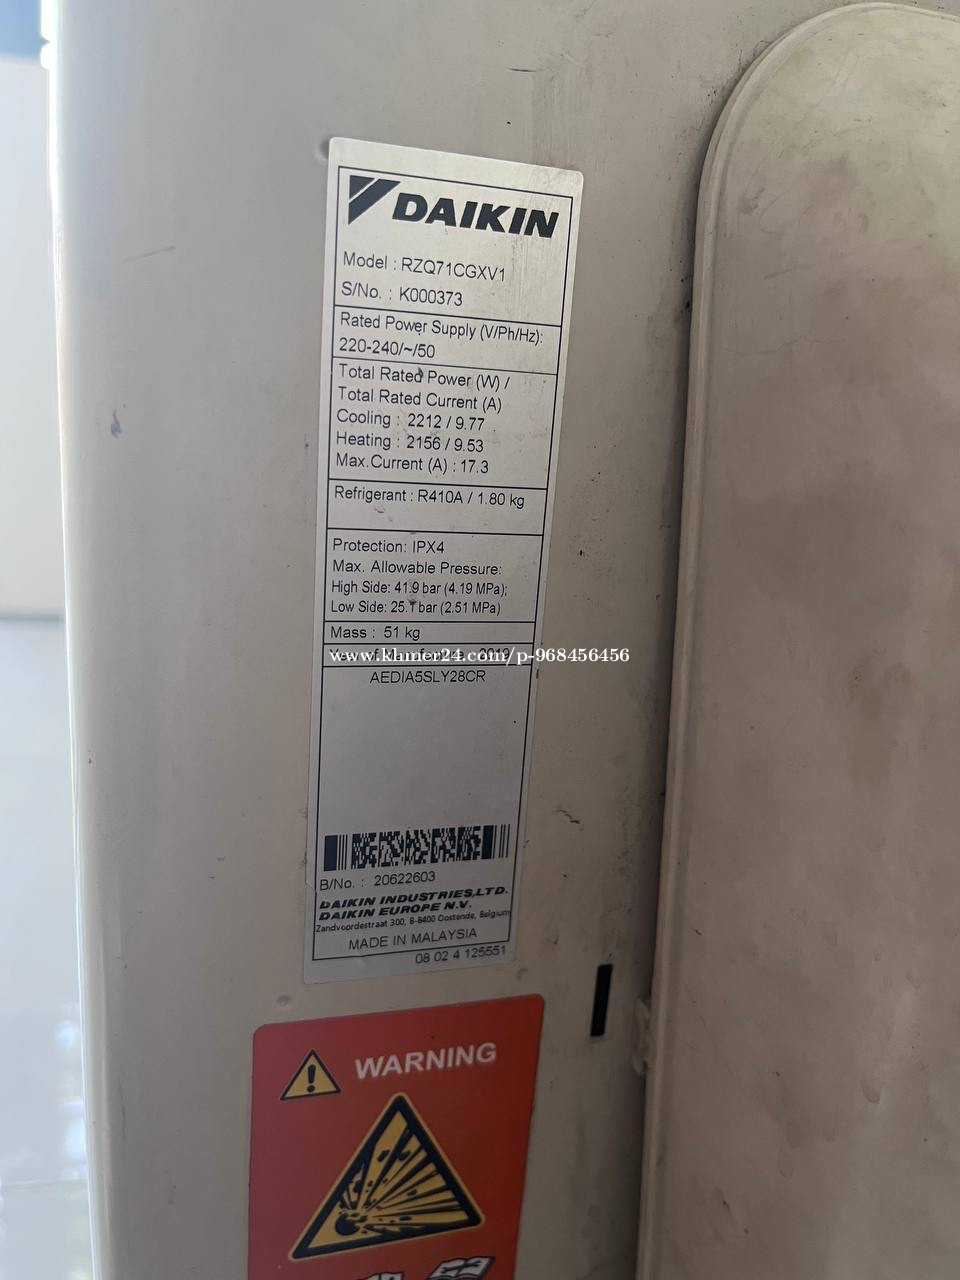 DAIKIN
Model : RZQ71CGXV1
S/No. : K000373
Rated Power Supply (V/Ph/Hz):
220-240/~/50
Total Rated Power (W) /
Total Rated Current (A)
Cooling : 2212 / 9.77
Heating : 2156 / 9.53
Max.Current (A) : 17.3
Refrigerant : R410A / 1.80 kg
Protection: IPX4
Max. Allowable Pressure:
High Side: 41.9 bar (4.19 MPa);
Low Side: 25.1 bar (2.51 MPa)
Mass : 51 kg
Year of Manufacture : 2019
www.khmer24.com/p-968456456
AEDIA5SLY28CR
B/No. : 20622603
DAIKIN INDUSTRIES,LTD.
DAIKIN EUROPE N.V.
Zandvoordestraat 300, B-8400 Oostende, Belgium
MADE IN MALAYSIA
08 02 4 125551
WARNING